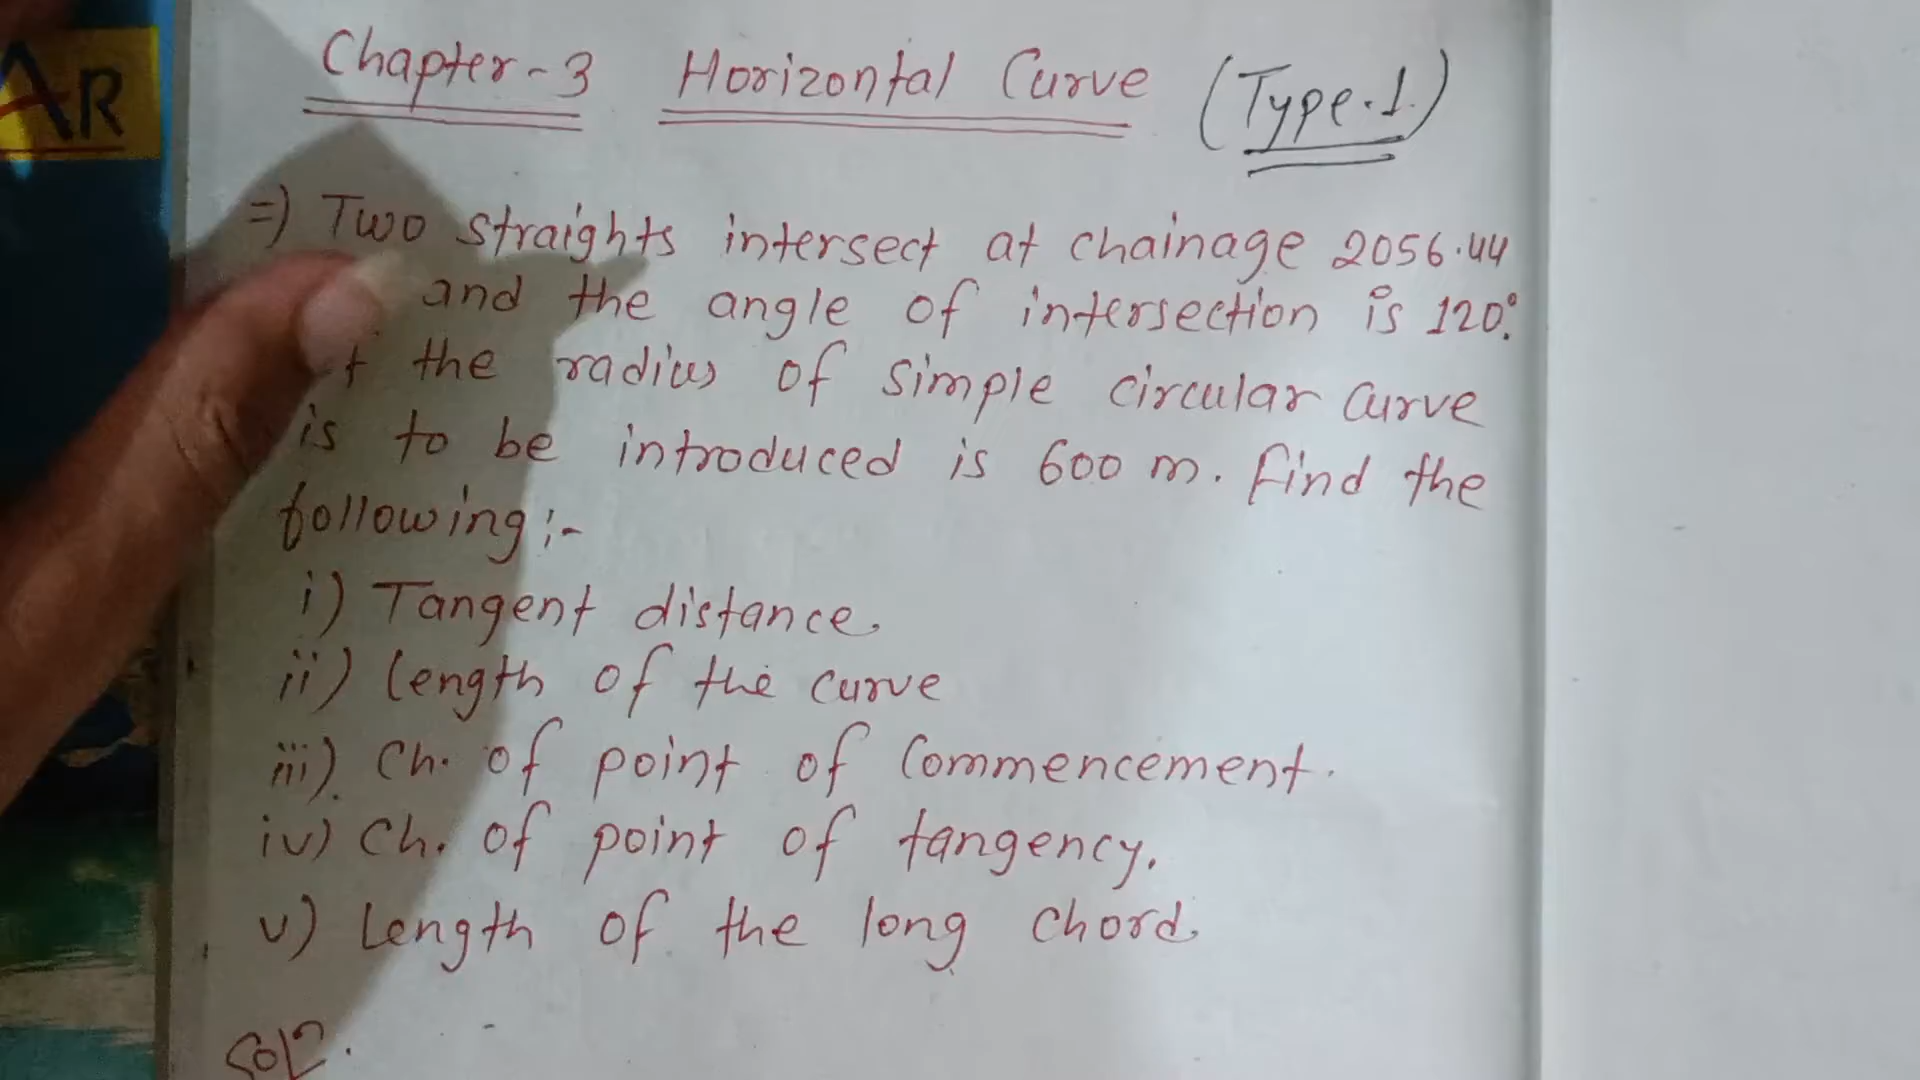 AR
Chapter-3 Horizontal Curve (Type.1.)
=) Two straights intersect at chainage 2056.44
and the angle of intersection is 120°.
the radius of simple circular curve
is to be introduced is 600 m. Find the
following:-
i) Tangent distance.
ii) Length of the curve
iii) Ch. of point of Commencement.
iv) Ch. of point of tangency.
v) Length of the long chord.
Soln.